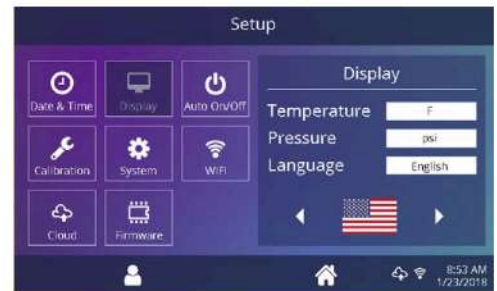 Setup
Date & Time
Display
Auto On/Off
Calibration
System
WiFi
Cloud
Firmware
Display
Temperature F
Pressure psi
Language English
8:53 AM
1/23/2018